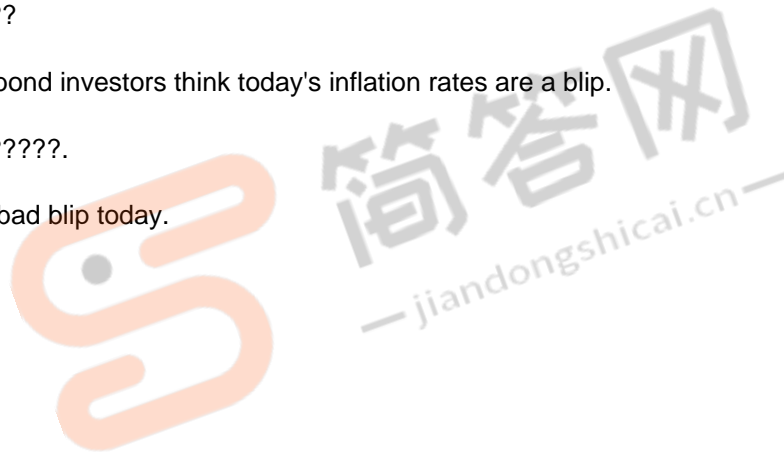 ??
bond investors think today's inflation rates are a blip.
?????.
bad blip today.
简答网
jiandongshicai.cn